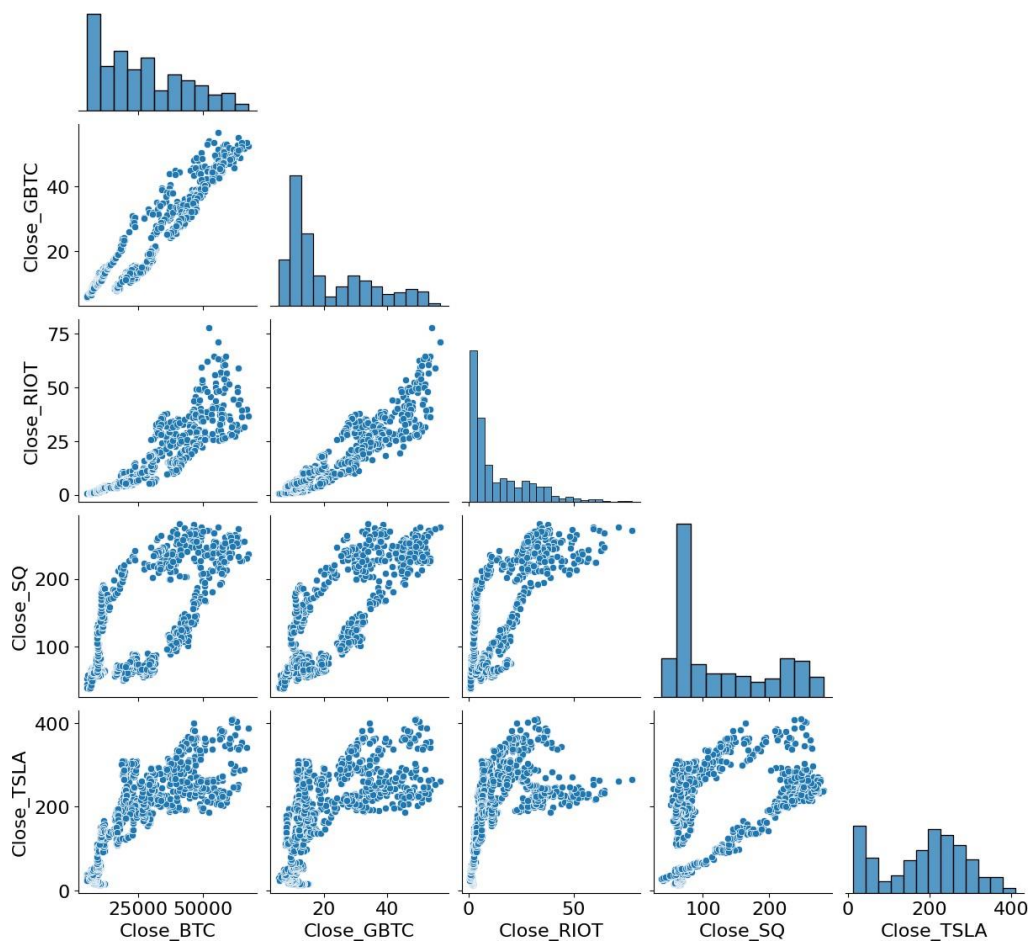 Close_GBTC
40
20
Close_RIOT
75
50
25
0
Close_SQ
200
100
Close_TSLA
400
200
0
25000 50000
20 40
0 50
100 200
0 200 400
Close_BTC
Close_GBTC
Close_RIOT
Close_SQ
Close_TSLA